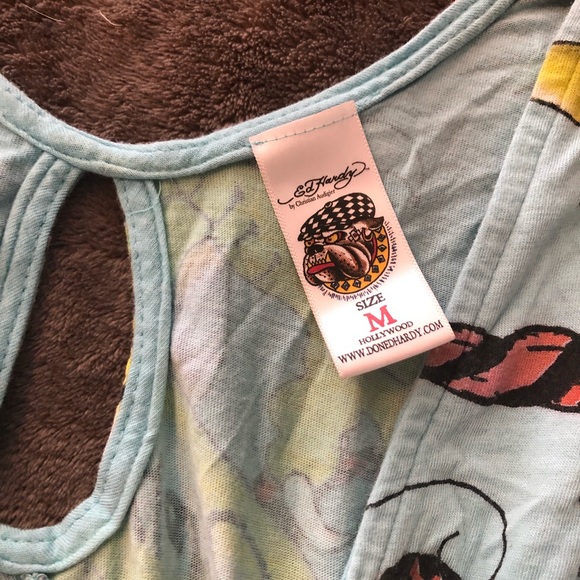 Ed Hardy
by Christian Audigier
SIZE
M
HOLLYWOOD
WWW.DONEDHARDY.COM